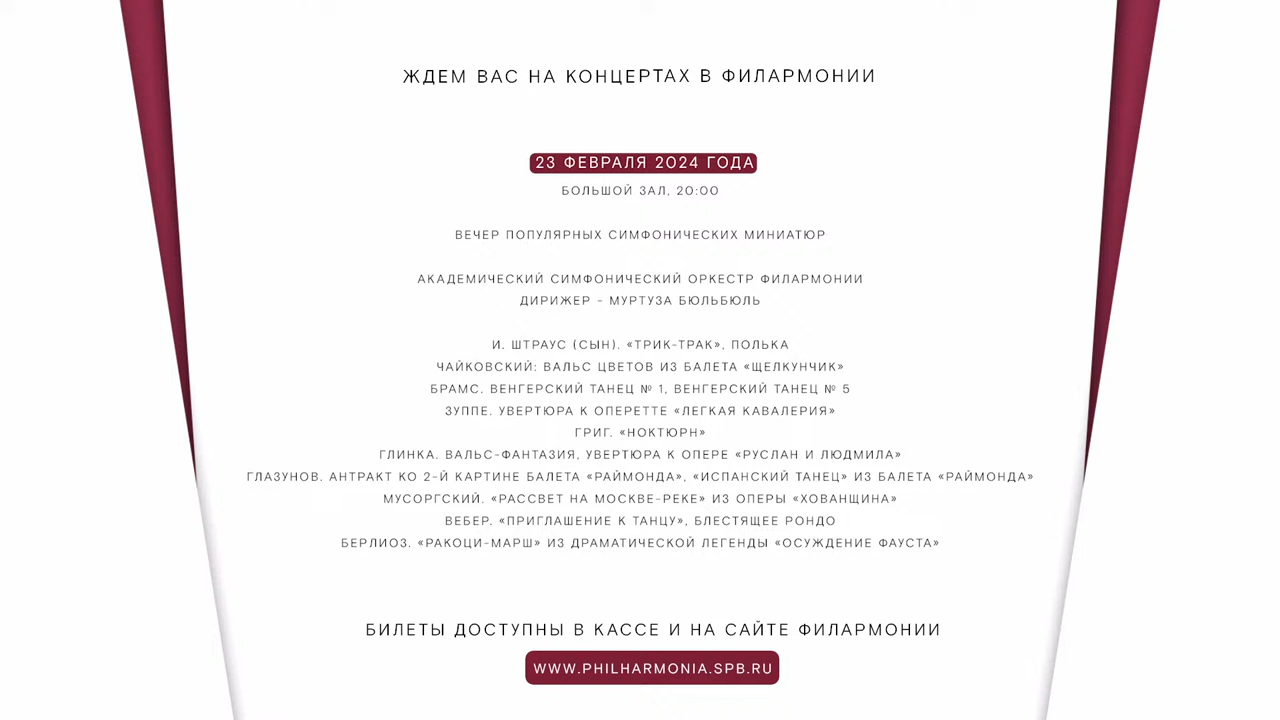 ЖДЕМ ВАС НА КОНЦЕРТАХ В ФИЛАРМОНИИ
23 ФЕВРАЛЯ 2024 ГОДА
БОЛЬШОЙ ЗАЛ, 20:00
ВЕЧЕР ПОПУЛЯРНЫХ СИМФОНИЧЕСКИХ МИНИАТЮР
АКАДЕМИЧЕСКИЙ СИМФОНИЧЕСКИЙ ОРКЕСТР ФИЛАРМОНИИ
ДИРИЖЕР - МУРТУЗА БЮЛЬБЮЛЬ
И. ШТРАУС (СЫН). «ТРИК-ТРАК», ПОЛЬКА
ЧАЙКОВСКИЙ: ВАЛЬС ЦВЕТОВ ИЗ БАЛЕТА «ЩЕЛКУНЧИК»
БРАМС. ВЕНГЕРСКИЙ ТАНЕЦ № 1, ВЕНГЕРСКИЙ ТАНЕЦ № 5
ЗУППЕ. УВЕРТЮРА К ОПЕРЕТТЕ «ЛЕГКАЯ КАВАЛЕРИЯ»
ГРИГ. «НОКТЮРН»
ГЛИНКА. ВАЛЬС-ФАНТАЗИЯ, УВЕРТЮРА К ОПЕРЕ «РУСЛАН И ЛЮДМИЛА»
ГЛАЗУНОВ. АНТРАКТ КО 2-Й КАРТИНЕ БАЛЕТА «РАЙМОНДА», «ИСПАНСКИЙ ТАНЕЦ» ИЗ БАЛЕТА «РАЙМОНДА»
МУСОРГСКИЙ. «РАССВЕТ НА МОСКВЕ-РЕКЕ» ИЗ ОПЕРЫ «ХОВАНЩИНА»
ВЕБЕР. «ПРИГЛАШЕНИЕ К ТАНЦУ», БЛЕСТЯЩЕЕ РОНДО
БЕРЛИОЗ. «РАКОЦИ-МАРШ» ИЗ ДРАМАТИЧЕСКОЙ ЛЕГЕНДЫ «ОСУЖДЕНИЕ ФАУСТА»
БИЛЕТЫ ДОСТУПНЫ В КАССЕ И НА САЙТЕ ФИЛАРМОНИИ
WWW.PHILHARMONIA.SPB.RU